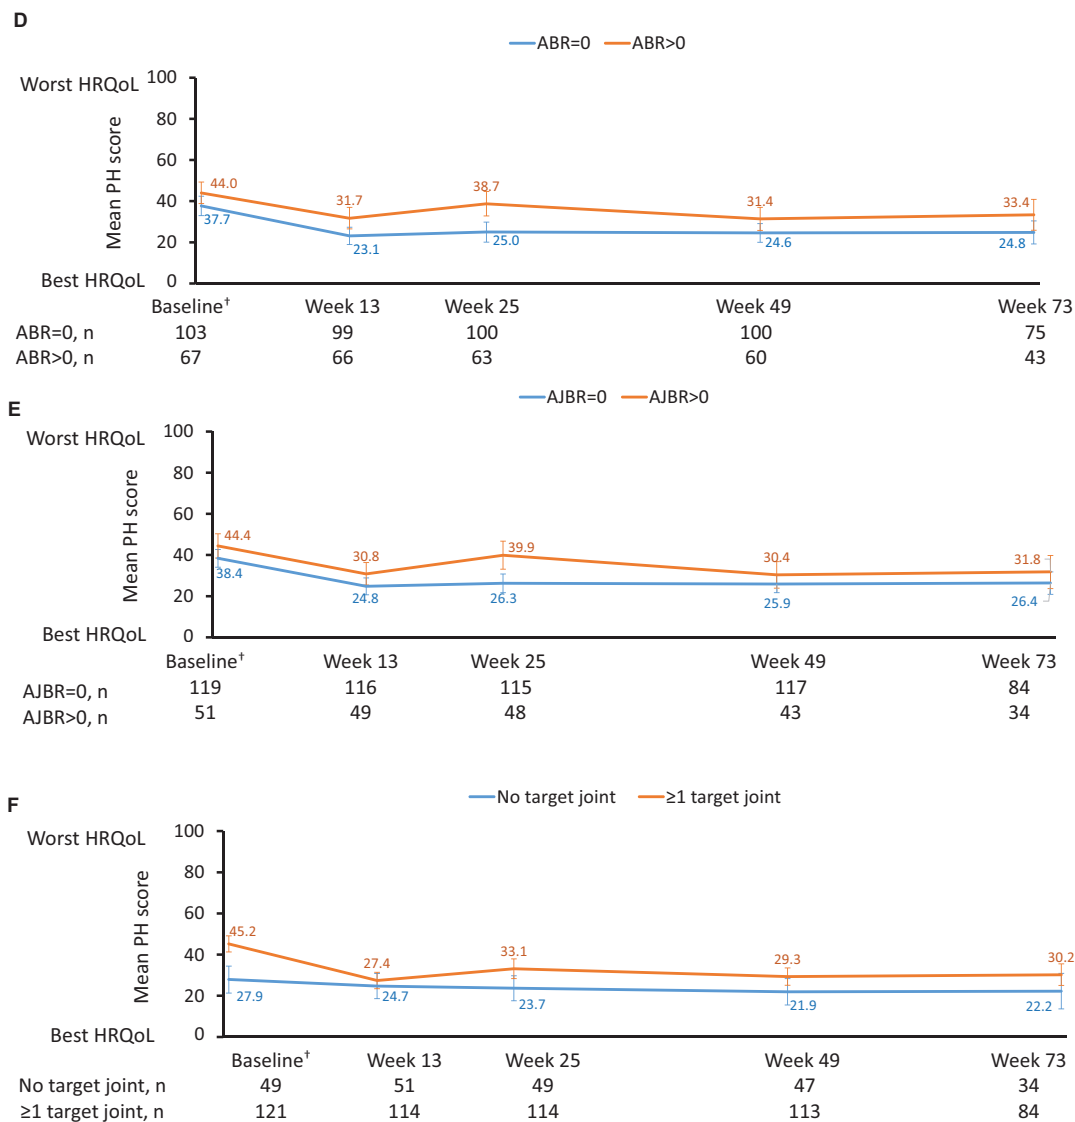 D
ABR=0 ABR>0
Worst HRQoL 100
80
60
40
20
Best HRQoL 0
Mean PH score
44.0 31.7 38.7 31.4 33.4
37.7 23.1 25.0 24.6 24.8
Baseline† Week 13 Week 25 Week 49 Week 73
ABR=0, n 103 99 100 100 75
ABR>0, n 67 66 63 60 43
E
AJBR=0 AJBR>0
Worst HRQoL 100
80
60
40
20
Best HRQoL 0
Mean PH score
44.4 30.8 39.9 30.4 31.8
38.4 24.8 26.3 25.9 26.4
Baseline† Week 13 Week 25 Week 49 Week 73
AJBR=0, n 119 116 115 117 84
AJBR>0, n 51 49 48 43 34
F
No target joint ≥1 target joint
Worst HRQoL 100
80
60
40
20
Best HRQoL 0
Mean PH score
45.2 27.4 33.1 29.3 30.2
27.9 24.7 23.7 21.9 22.2
Baseline† Week 13 Week 25 Week 49 Week 73
No target joint, n 49 51 49 47 34
≥1 target joint, n 121 114 114 113 84